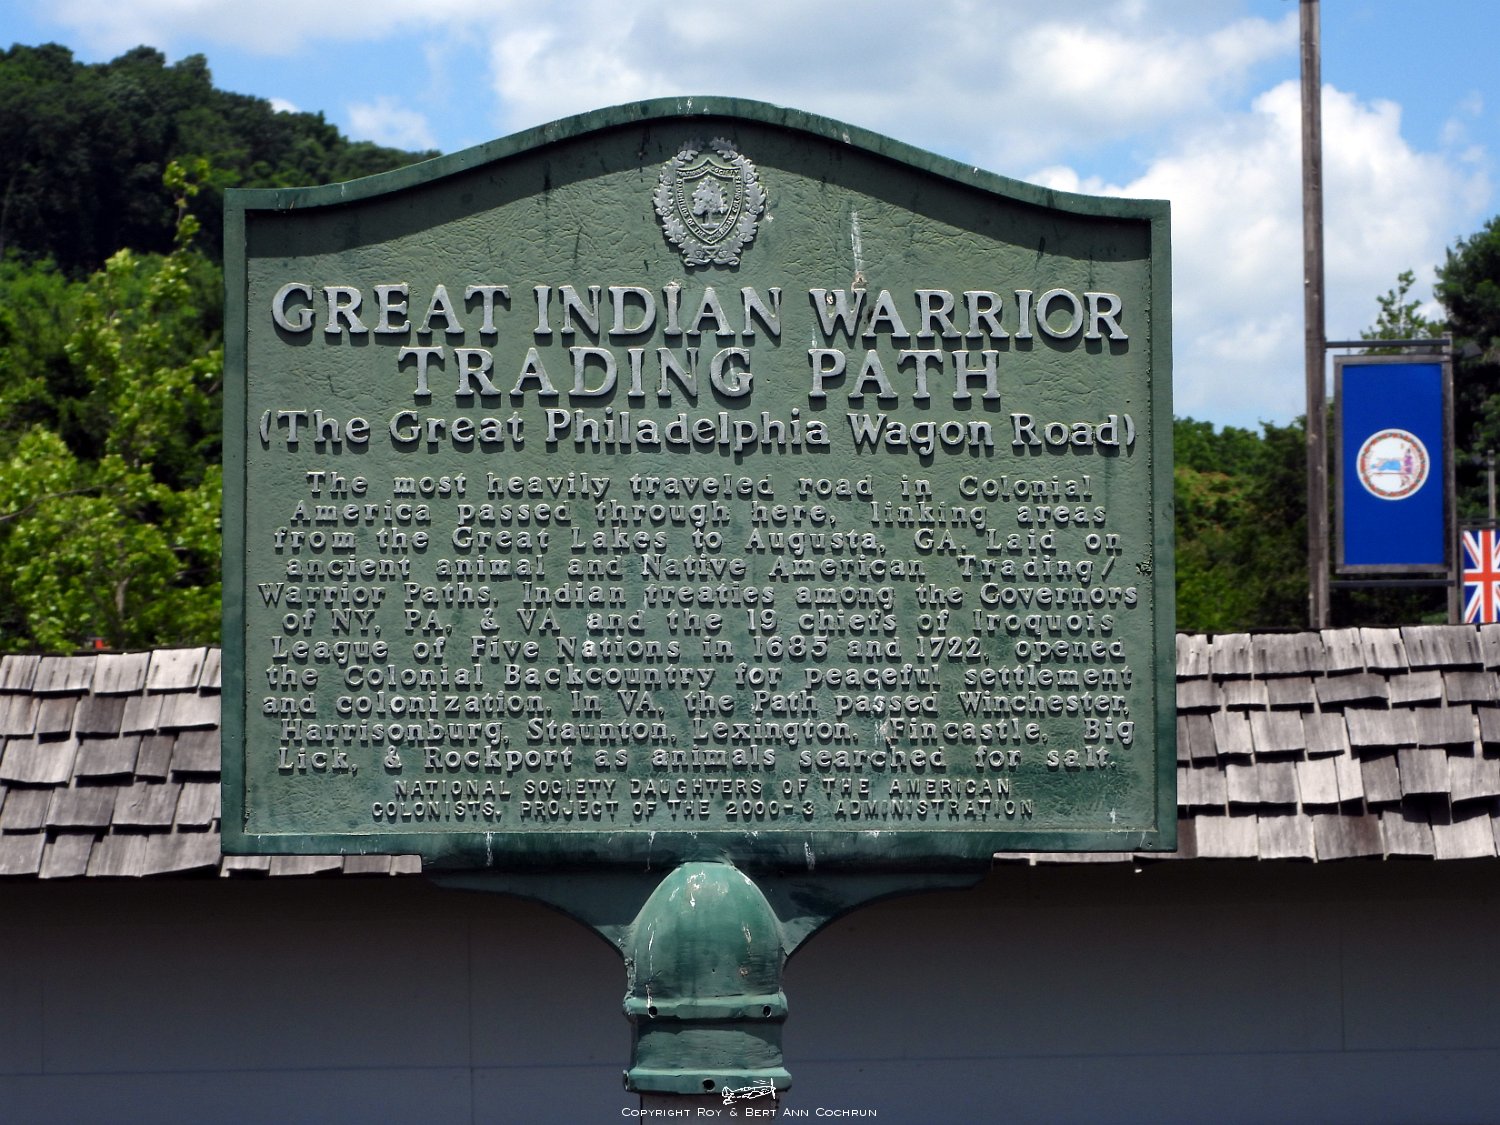 GREAT INDIAN WARRIOR
TRADING PATH
(The Great Philadelphia Wagon Road)
The most heavily traveled road in Colonial
America passed through here, linking areas
from the Great Lakes to Augusta, GA. Laid on
ancient animal and Native American Trading/
Warrior Paths. Indian treaties among the Governors
of NY, PA, & VA and the 19 chiefs of Iroquois
League of Five Nations in 1685 and 1722, opened
the Colonial Backcountry for peaceful settlement
and colonization. In VA, the Path passed Winchester,
Harrisonburg, Staunton, Lexington, Fincastle, Big
Lick, & Rockport as animals searched for salt.
NATIONAL SOCIETY DAUGHTERS OF THE AMERICAN
COLONISTS, PROJECT OF THE 2000-3 ADMINISTRATION
Copyright Roy & Bert Ann Cochrun